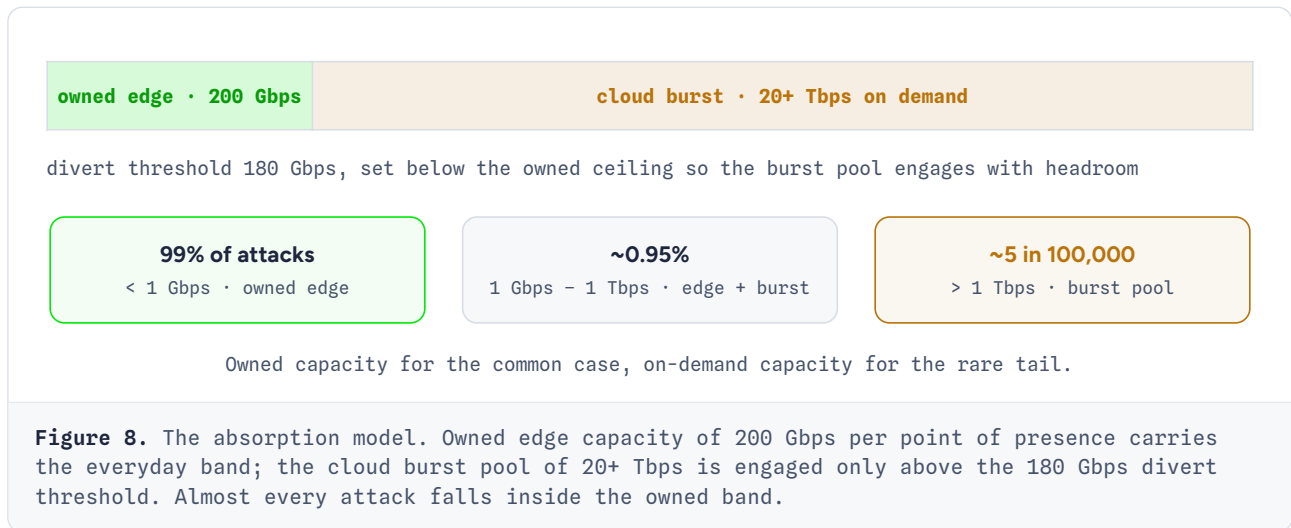 owned edge · 200 Gbps
cloud burst · 20+ Tbps on demand
divert threshold 180 Gbps, set below the owned ceiling so the burst pool engages with headroom
99% of attacks
< 1 Gbps · owned edge
~0.95%
1 Gbps – 1 Tbps · edge + burst
~5 in 100,000
> 1 Tbps · burst pool
Owned capacity for the common case, on-demand capacity for the rare tail.
Figure 8. The absorption model. Owned edge capacity of 200 Gbps per point of presence carries
the everyday band; the cloud burst pool of 20+ Tbps is engaged only above the 180 Gbps divert
threshold. Almost every attack falls inside the owned band.